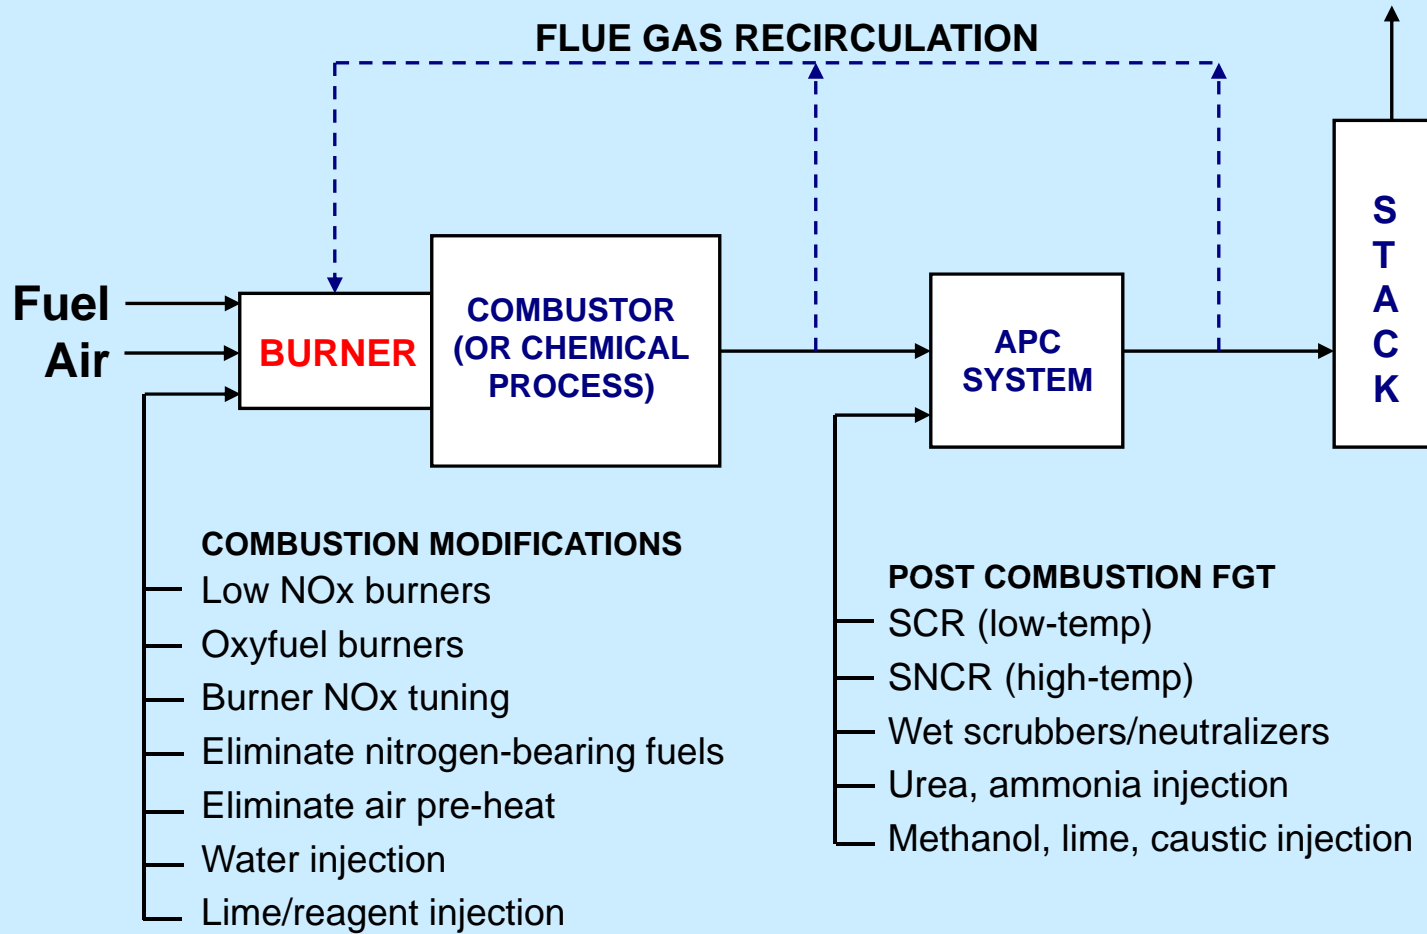 FLUE GAS RECIRCULATION
Fuel
Air
BURNER
COMBUSTOR
(OR CHEMICAL
PROCESS)
APC
SYSTEM
S
T
A
C
K
COMBUSTION MODIFICATIONS
Low NOx burners
Oxyfuel burners
Burner NOx tuning
Eliminate nitrogen-bearing fuels
Eliminate air pre-heat
Water injection
Lime/reagent injection
POST COMBUSTION FGT
SCR (low-temp)
SNCR (high-temp)
Wet scrubbers/neutralizers
Urea, ammonia injection
Methanol, lime, caustic injection